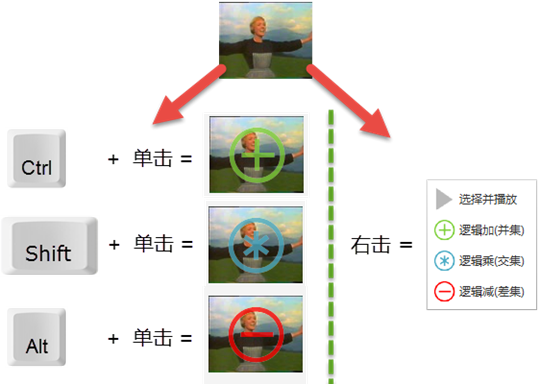 Ctrl + 单击 =
Shift + 单击 =
Alt + 单击 =
右击 =
选择并播放
逻辑加(并集)
逻辑乘(交集)
逻辑减(差集)